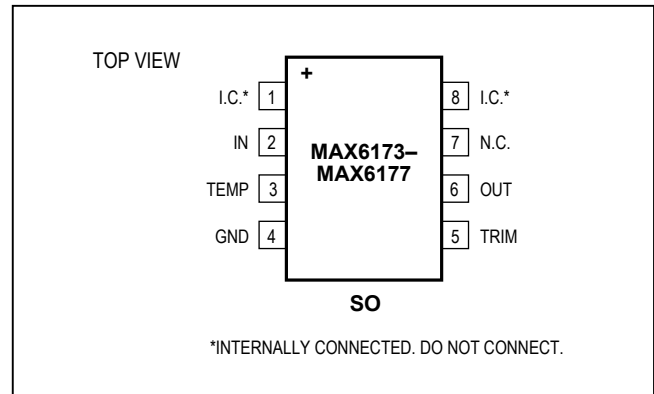 TOP VIEW
+
I.C.* 1
8 I.C.*
IN 2
7 N.C.
MAX6173–
MAX6177
TEMP 3
6 OUT
GND 4
5 TRIM
SO
*INTERNALLY CONNECTED. DO NOT CONNECT.